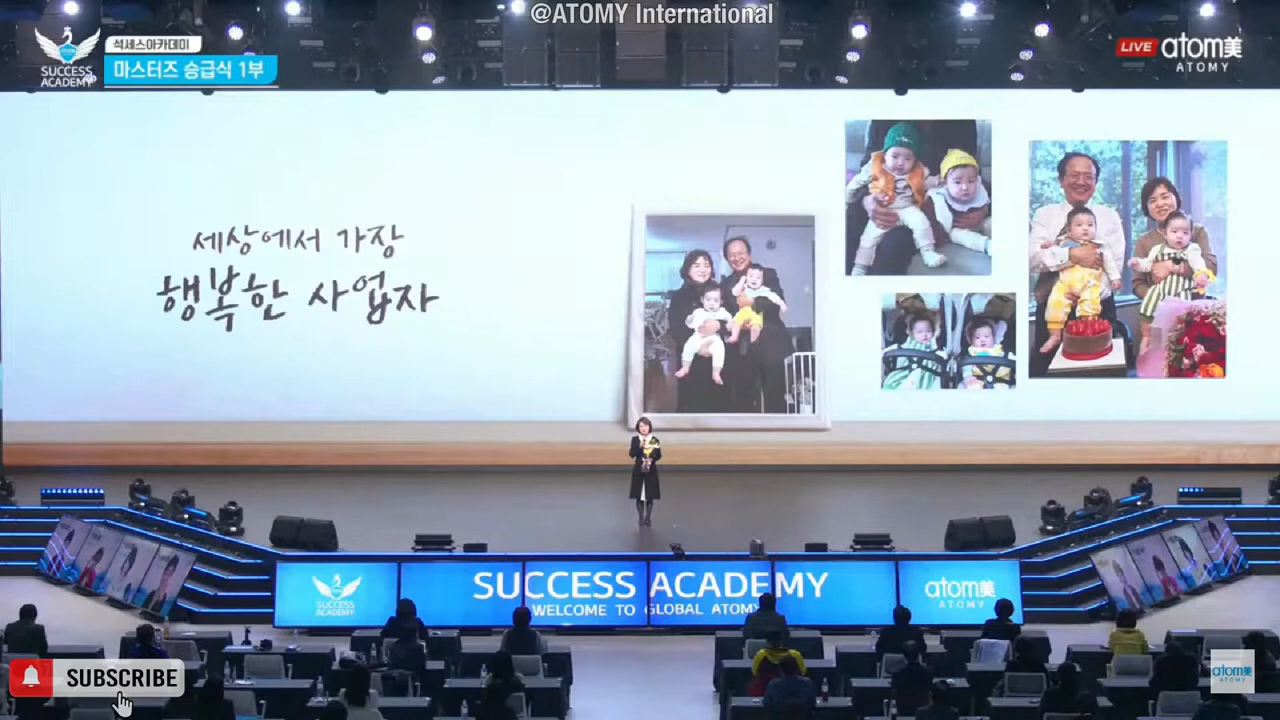 @ATOMY International
석세스아카데미
마스터즈 승급식 1부
SUCCESS
ACADEMY
LIVE atom美
ATOMY
세상에서 가장
행복한 사업자
SUCCESS
ACADEMY
SUCCESS ACADEMY
WELCOME TO GLOBAL ATOMY
atom美
ATOMY
SUBSCRIBE
atom美
ATOMY